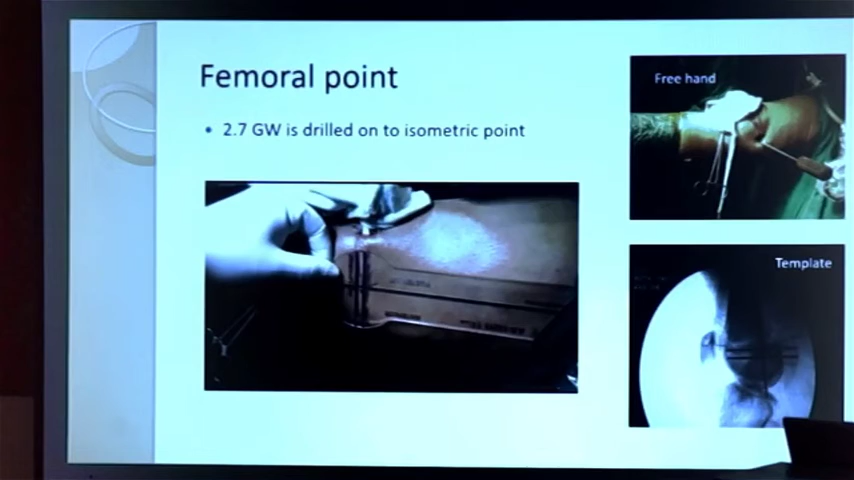 Femoral point
• 2.7 GW is drilled on to isometric point
Free hand
Template